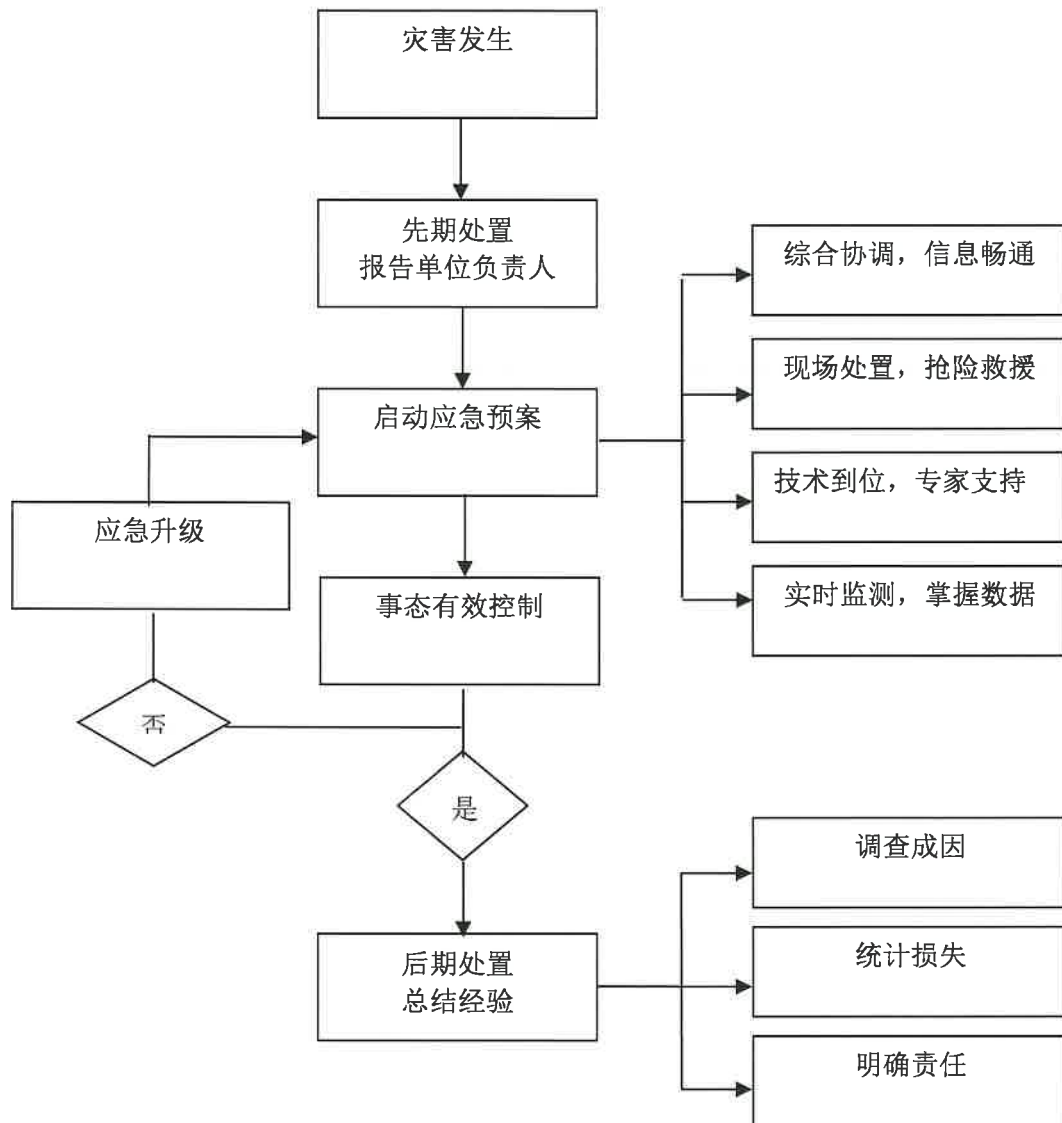 灾害发生
先期处置
报告单位负责人
综合协调，信息畅通
启动应急预案
现场处置，抢险救援
技术到位，专家支持
应急升级
事态有效控制
实时监测，掌握数据
否
是
调查成因
后期处置
总结经验
统计损失
明确责任